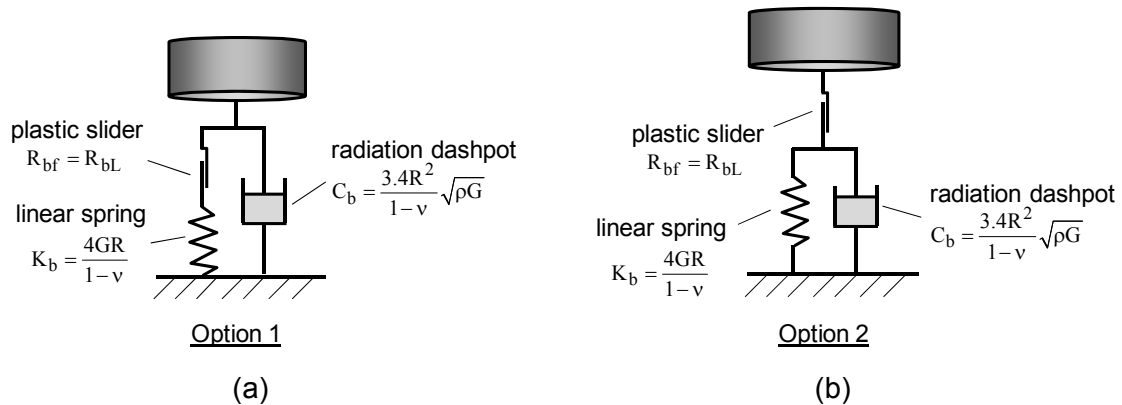 plastic slider
R_bf = R_bL
radiation dashpot
C_b = 3.4R²/(1−ν) √ρG
linear spring
K_b = 4GR/(1−ν)
Option 1
(a)
plastic slider
R_bf = R_bL
radiation dashpot
C_b = 3.4R²/(1−ν) √ρG
linear spring
K_b = 4GR/(1−ν)
Option 2
(b)